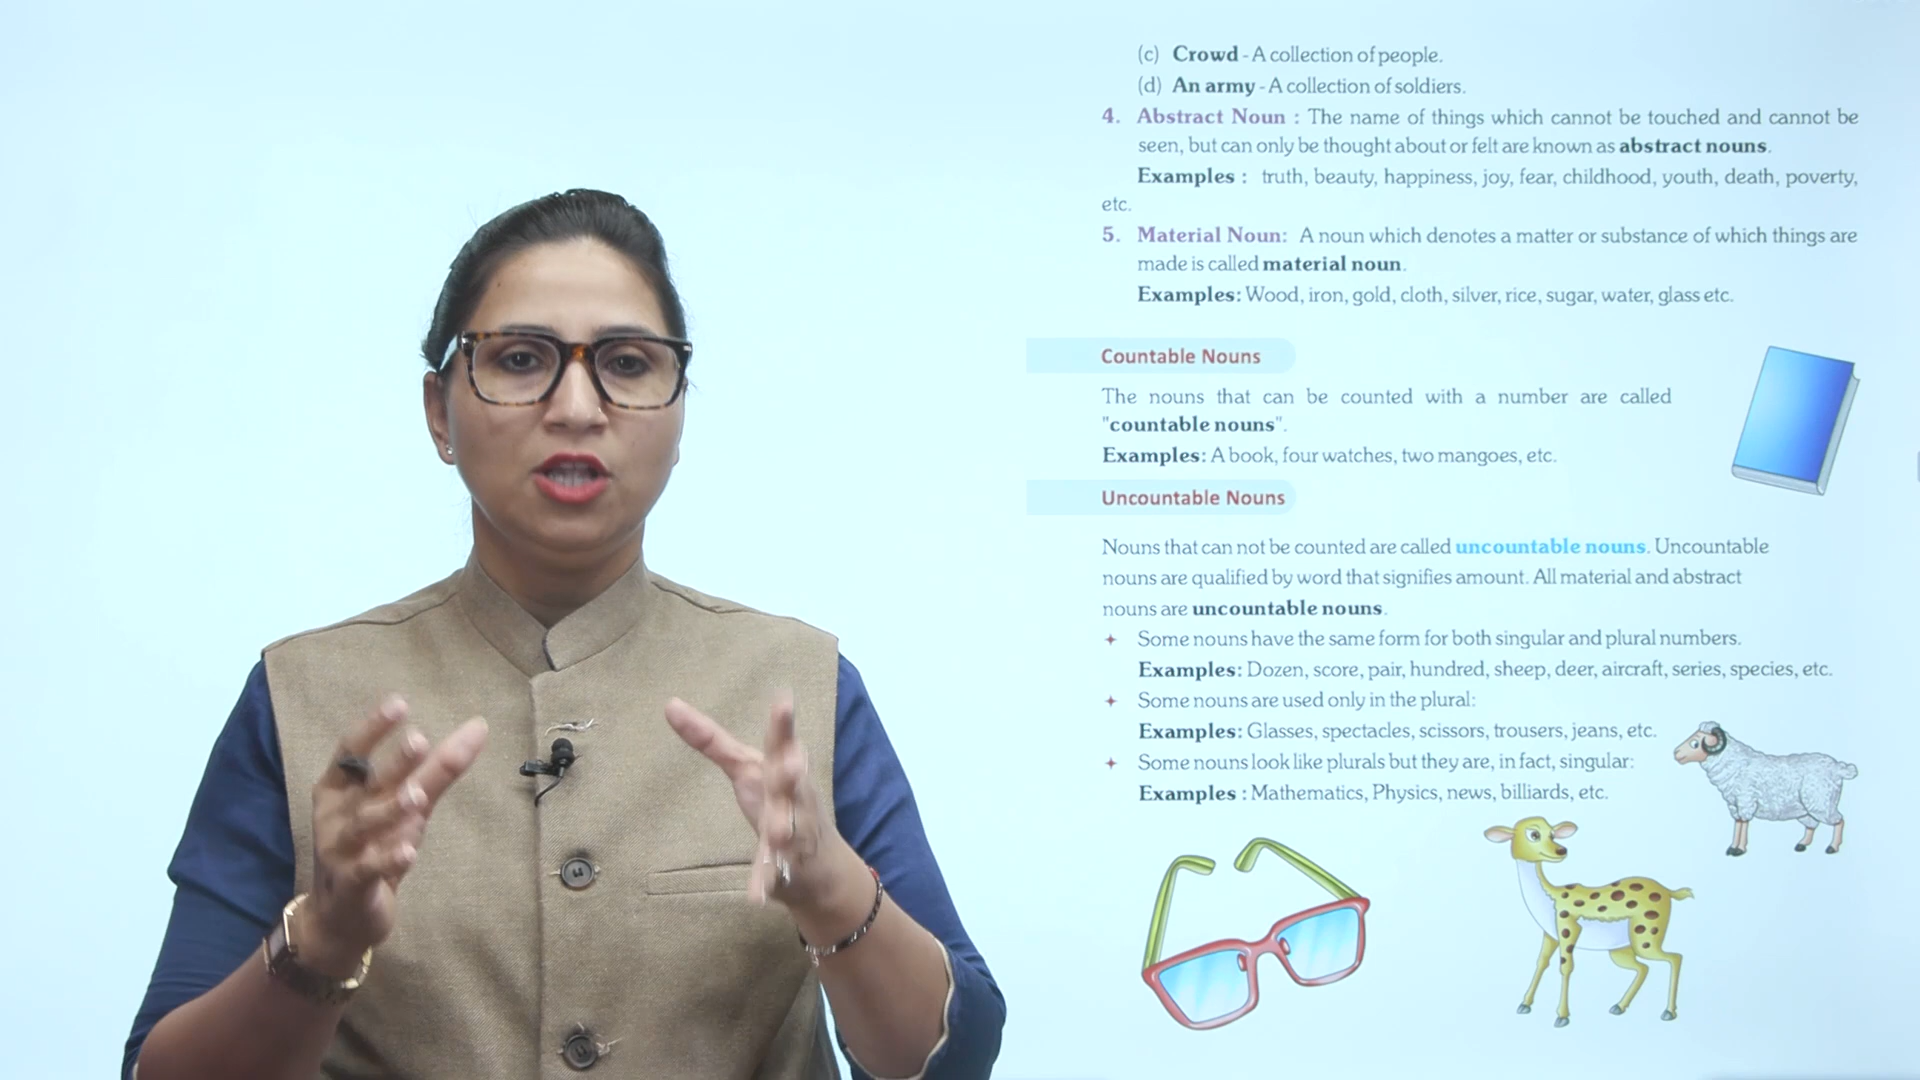 (c) Crowd - A collection of people.
(d) An army - A collection of soldiers.
4. Abstract Noun : The name of things which cannot be touched and cannot be
seen, but can only be thought about or felt are known as abstract nouns.
Examples : truth, beauty, happiness, joy, fear, childhood, youth, death, poverty,
etc.
5. Material Noun: A noun which denotes a matter or substance of which things are
made is called material noun.
Examples: Wood, iron, gold, cloth, silver, rice, sugar, water, glass etc.
Countable Nouns
The nouns that can be counted with a number are called
"countable nouns".
Examples: A book, four watches, two mangoes, etc.
Uncountable Nouns
Nouns that can not be counted are called uncountable nouns. Uncountable
nouns are qualified by word that signifies amount. All material and abstract
nouns are uncountable nouns.
Some nouns have the same form for both singular and plural numbers.
Examples: Dozen, score, pair, hundred, sheep, deer, aircraft, series, species, etc.
Some nouns are used only in the plural:
Examples: Glasses, spectacles, scissors, trousers, jeans, etc.
Some nouns look like plurals but they are, in fact, singular:
Examples : Mathematics, Physics, news, billiards, etc.